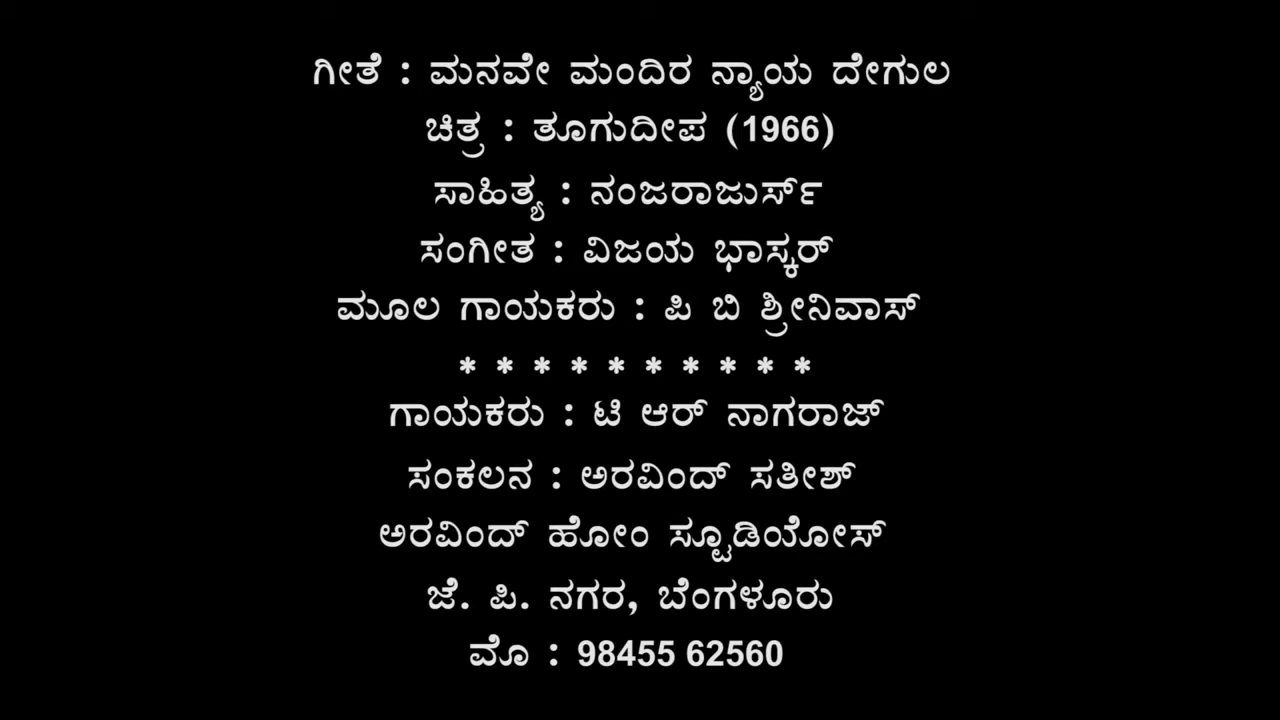 ಗೀತೆ : ಮನವೇ ಮಂದಿರ ನ್ಯಾಯ ದೇಗುಲ
ಚಿತ್ರ : ತೂಗುದೀಪ (1966)
ಸಾಹಿತ್ಯ : ನಂಜರಾಜುರ್ಸ್
ಸಂಗೀತ : ವಿಜಯ ಭಾಸ್ಕರ್
ಮೂಲ ಗಾಯಕರು : ಪಿ ಬಿ ಶ್ರೀನಿವಾಸ್
* * * * * * * * * *
ಗಾಯಕರು : ಟಿ ಆರ್ ನಾಗರಾಜ್
ಸಂಕಲನ : ಅರವಿಂದ್ ಸತೀಶ್
ಅರವಿಂದ್ ಹೋಂ ಸ್ಟೂಡಿಯೋಸ್
ಜೆ. ಪಿ. ನಗರ, ಬೆಂಗಳೂರು
ಮೊ : 98455 62560